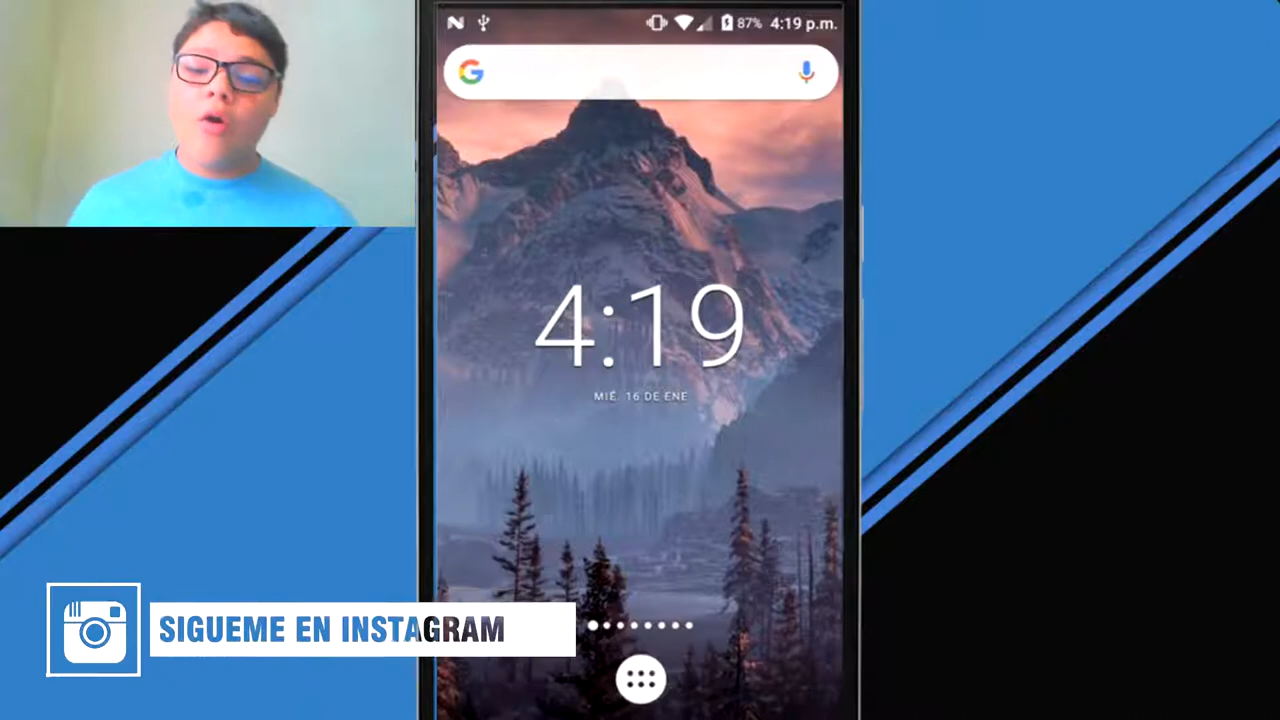 87% 4:19 p.m.
4:19
MIÉ. 16 DE ENE
SIGUEME EN INSTAGRAM